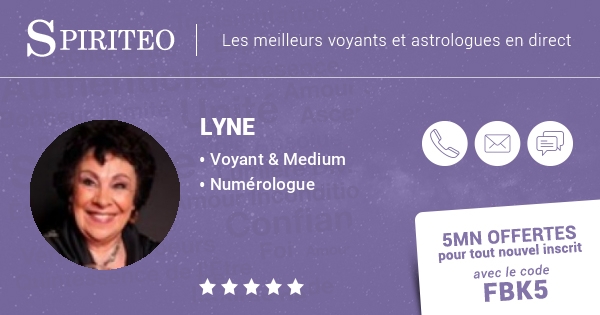 SPIRITEO
Les meilleurs voyants et astrologues en direct
LYNE
• Voyant & Medium
• Numérologue
5MN OFFERTES
pour tout nouvel inscrit
avec le code
FBK5